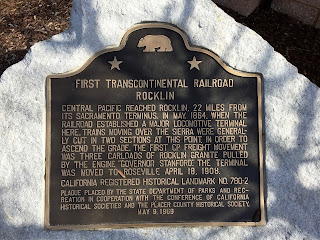 FIRST TRANSCONTINENTAL RAILROAD
ROCKLIN
CENTRAL PACIFIC REACHED ROCKLIN, 22 MILES FROM
ITS SACRAMENTO TERMINUS, IN MAY, 1864, WHEN THE
RAILROAD ESTABLISHED A MAJOR LOCOMOTIVE TERMINAL
HERE. TRAINS MOVING OVER THE SIERRA WERE GENERAL-
LY CUT IN TWO SECTIONS AT THIS POINT IN ORDER TO
ASCEND THE GRADE. THE FIRST CP FREIGHT MOVEMENT
WAS THREE CARLOADS OF ROCKLIN GRANITE PULLED
BY THE ENGINE GOVERNOR STANFORD. THE TERMINAL
WAS MOVED TO ROSEVILLE APRIL 18, 1908.
CALIFORNIA REGISTERED HISTORICAL LANDMARK NO. 780-2
PLAQUE PLACED BY THE STATE DEPARTMENT OF PARKS AND REC-
REATION IN COOPERATION WITH THE CONFERENCE OF CALIFORNIA
HISTORICAL SOCIETIES AND THE PLACER COUNTY HISTORICAL SOCIETY.
MAY 9, 1969